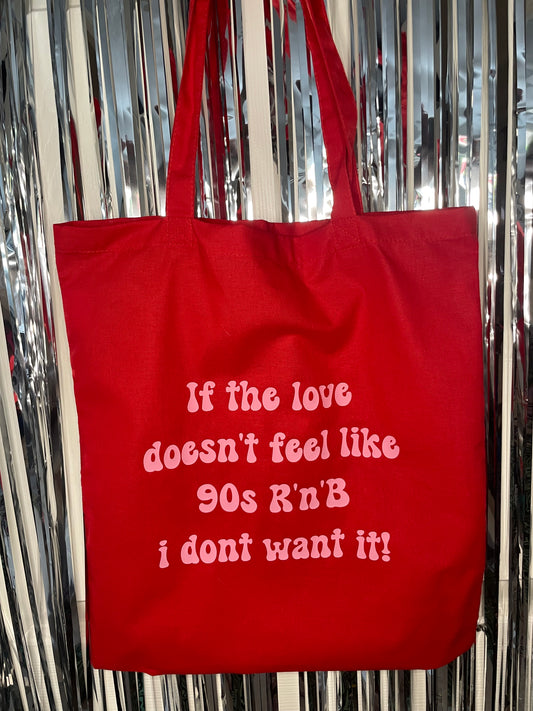 If the love
doesn't feel like
90s R'n'B
i dont want it!